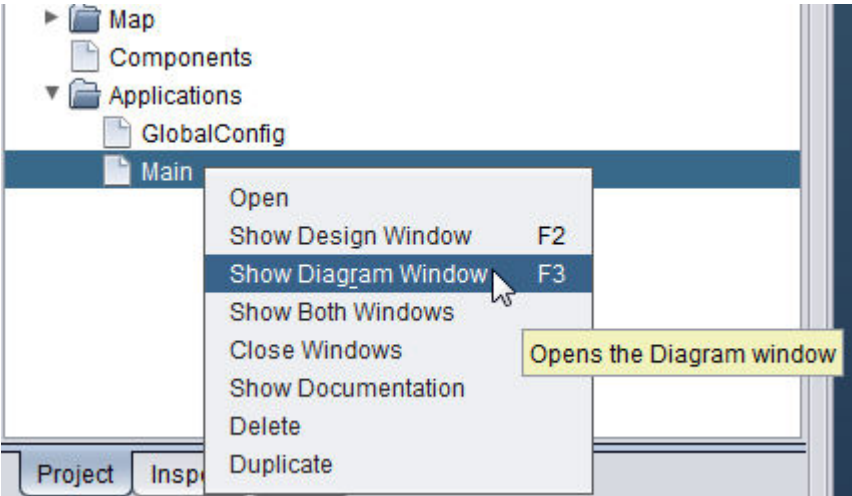 Map
Components
Applications
GlobalConfig
Main
Open
Show Design Window F2
Show Diagram Window F3
Show Both Windows
Close Windows
Opens the Diagram window
Show Documentation
Delete
Duplicate
Project